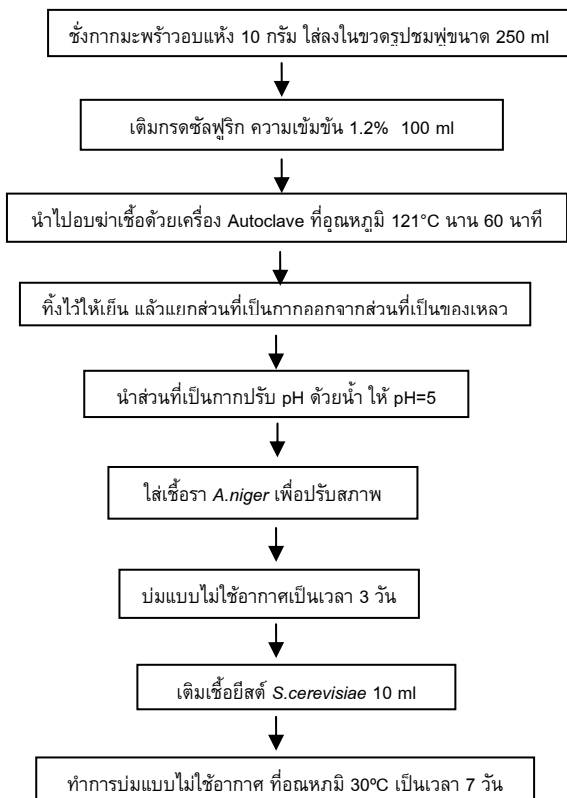 ชั่งกากมะพร้าวอบแห้ง 10 กรัม ใส่ลงในขวดรูปชมพู่ขนาด 250 ml
เติมกรดซัลฟูริก ความเข้มข้น 1.2% 100 ml
นำไปอบฆ่าเชื้อด้วยเครื่อง Autoclave ที่อุณหภูมิ 121°C นาน 60 นาที
ทิ้งไว้ให้เย็น แล้วแยกส่วนที่เป็นกากออกจากส่วนที่เป็นของเหลว
นำส่วนที่เป็นกากปรับ pH ด้วยน้ำ ให้ pH=5
ใส่เชื้อรา A.niger เพื่อปรับสภาพ
บ่มแบบไม่ใช้อากาศเป็นเวลา 3 วัน
เติมเชื้อยีสต์ S.cerevisiae 10 ml
ทำการบ่มแบบไม่ใช้อากาศ ที่อุณหภูมิ 30ºC เป็นเวลา 7 วัน